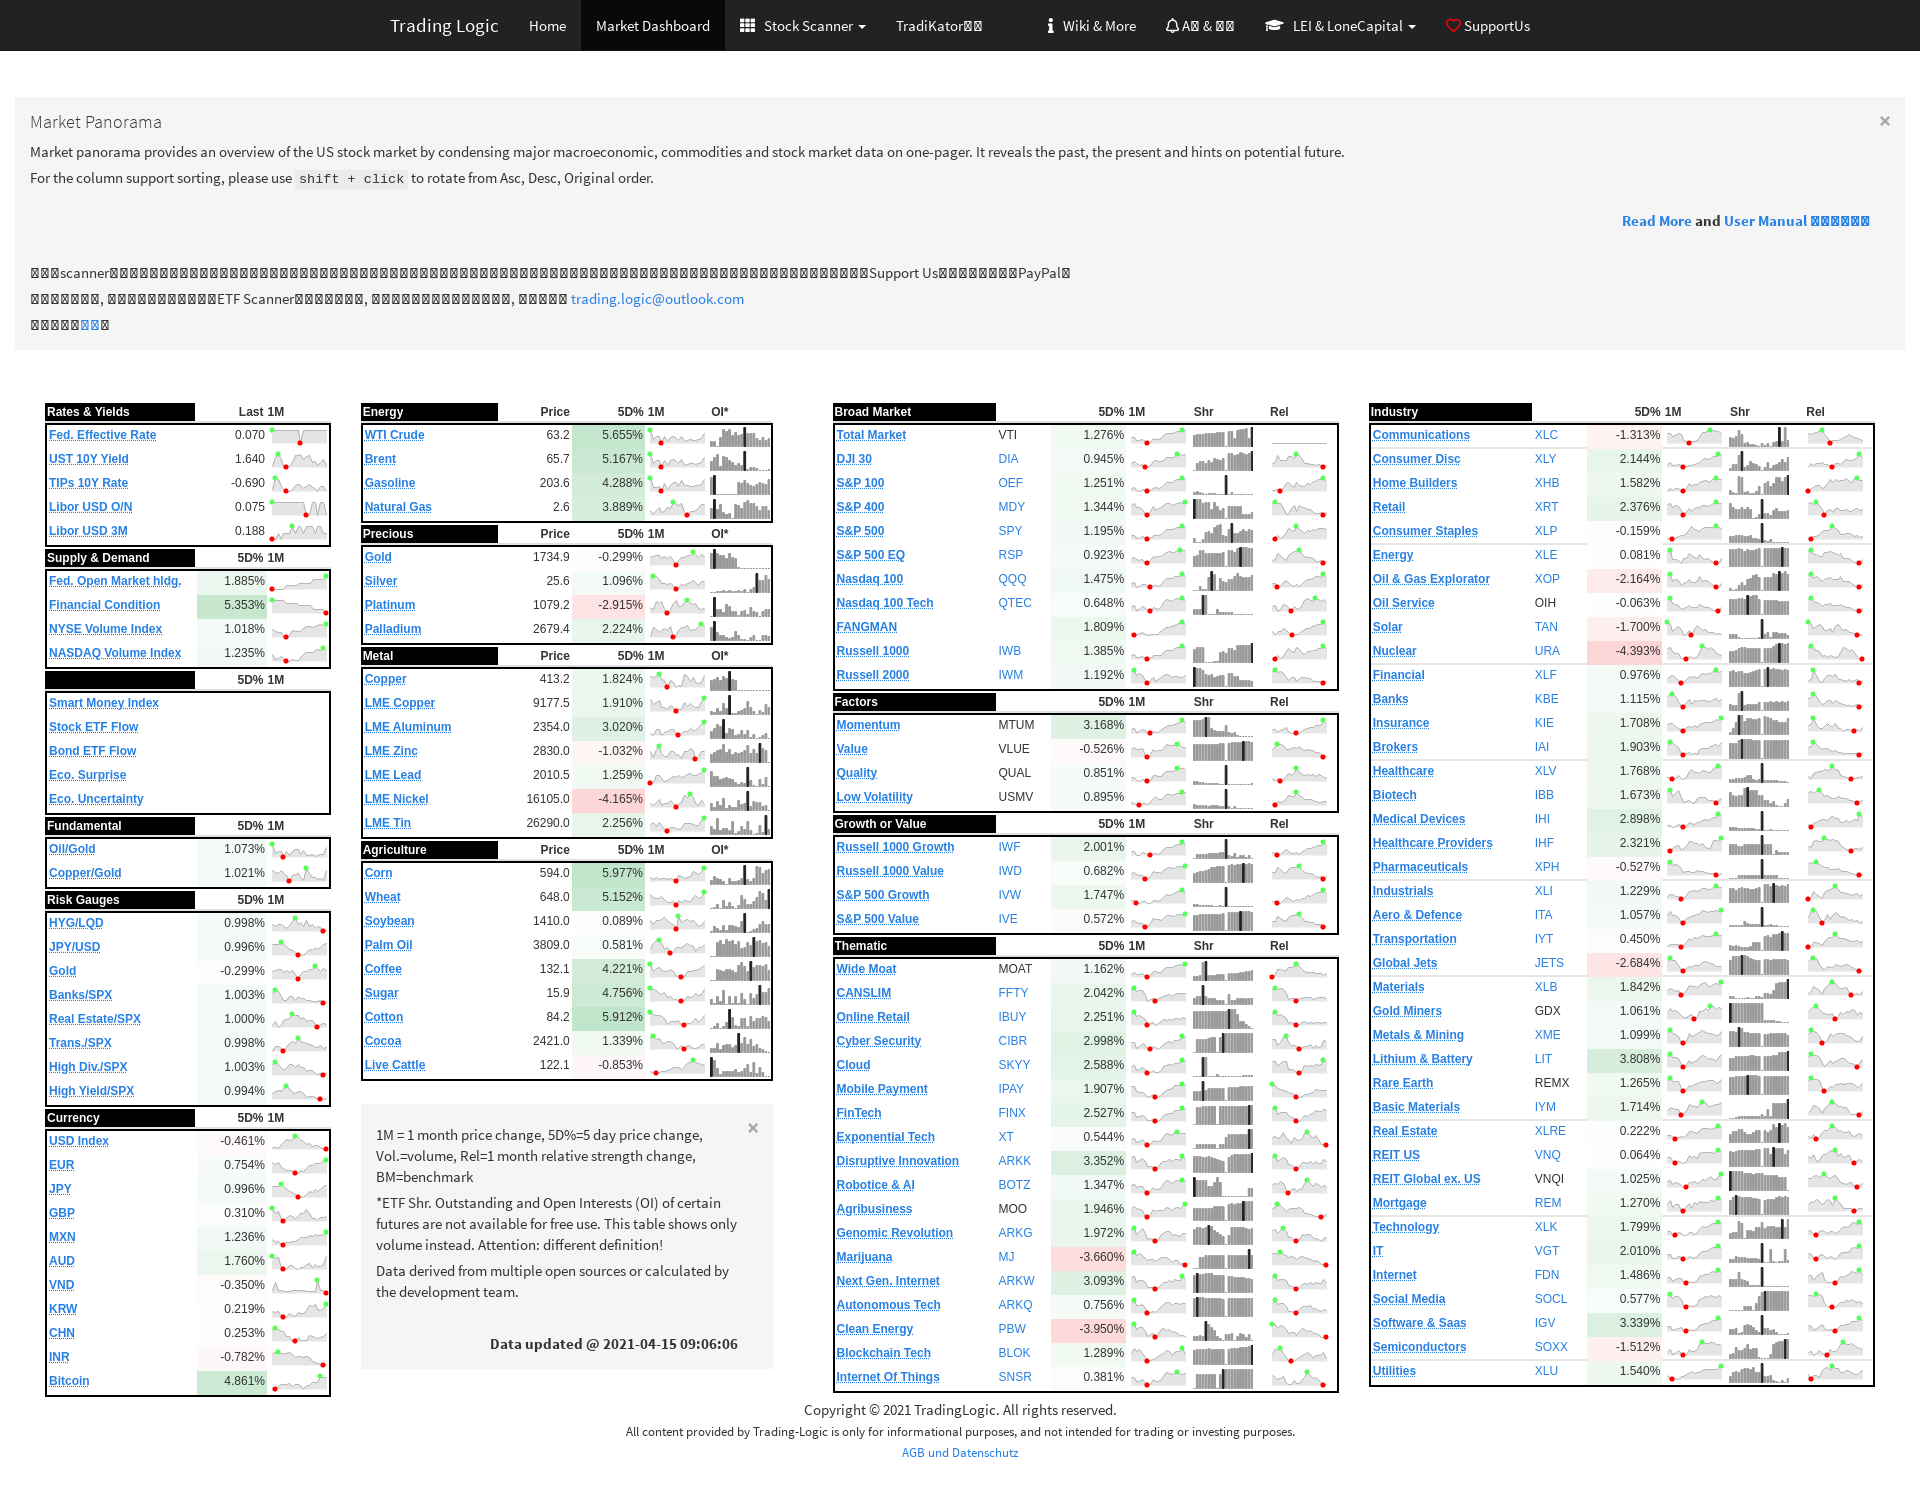 Trading Logic Home Market Dashboard Stock Scanner TradiKator Wiki & More A & LEI & LoneCapital SupportUs
Market Panorama ×
Market panorama provides an overview of the US stock market by condensing major macroeconomic, commodities and stock market data on one-pager. It reveals the past, the present and hints on potential future.
For the column support sorting, please use shift + click to rotate from Asc, Desc, Original order.
Read More and User Manual
scanner Support Us PayPal
, ETF Scanner , , trading.logic@outlook.com
Rates & Yields Last 1M
Fed. Effective Rate 0.070
UST 10Y Yield 1.640
TIPs 10Y Rate -0.690
Libor USD O/N 0.075
Libor USD 3M 0.188
Supply & Demand 5D% 1M
Fed. Open Market hldg. 1.885%
Financial Condition 5.353%
NYSE Volume Index 1.018%
NASDAQ Volume Index 1.235%
5D% 1M
Smart Money Index
Stock ETF Flow
Bond ETF Flow
Eco. Surprise
Eco. Uncertainty
Fundamental 5D% 1M
Oil/Gold 1.073%
Copper/Gold 1.021%
Risk Gauges 5D% 1M
HYG/LQD 0.998%
JPY/USD 0.996%
Gold -0.299%
Banks/SPX 1.003%
Real Estate/SPX 1.000%
Trans./SPX 0.998%
High Div./SPX 1.003%
High Yield/SPX 0.994%
Currency 5D% 1M
USD Index -0.461%
EUR 0.754%
JPY 0.996%
GBP 0.310%
MXN 1.236%
AUD 1.760%
VND -0.350%
KRW 0.219%
CHN 0.253%
INR -0.782%
Bitcoin 4.861%
Energy Price 5D% 1M OI*
WTI Crude 63.2 5.655%
Brent 65.7 5.167%
Gasoline 203.6 4.288%
Natural Gas 2.6 3.889%
Precious Price 5D% 1M OI*
Gold 1734.9 -0.299%
Silver 25.6 1.096%
Platinum 1079.2 -2.915%
Palladium 2679.4 2.224%
Metal Price 5D% 1M OI*
Copper 413.2 1.824%
LME Copper 9177.5 1.910%
LME Aluminum 2354.0 3.020%
LME Zinc 2830.0 -1.032%
LME Lead 2010.5 1.259%
LME Nickel 16105.0 -4.165%
LME Tin 26290.0 2.256%
Agriculture Price 5D% 1M OI*
Corn 594.0 5.977%
Wheat 648.0 5.152%
Soybean 1410.0 0.089%
Palm Oil 3809.0 0.581%
Coffee 132.1 4.221%
Sugar 15.9 4.756%
Cotton 84.2 5.912%
Cocoa 2421.0 1.339%
Live Cattle 122.1 -0.853%
×
1M = 1 month price change, 5D%=5 day price change,
Vol.=volume, Rel=1 month relative strength change,
BM=benchmark
*ETF Shr. Outstanding and Open Interests (OI) of certain
futures are not available for free use. This table shows only
volume instead. Attention: different definition!
Data derived from multiple open sources or calculated by
the development team.
Data updated @ 2021-04-15 09:06:06
Broad Market 5D% 1M Shr Rel
Total Market VTI 1.276%
DJI 30 DIA 0.945%
S&P 100 OEF 1.251%
S&P 400 MDY 1.344%
S&P 500 SPY 1.195%
S&P 500 EQ RSP 0.923%
Nasdaq 100 QQQ 1.475%
Nasdaq 100 Tech QTEC 0.648%
FANGMAN 1.809%
Russell 1000 IWB 1.385%
Russell 2000 IWM 1.192%
Factors 5D% 1M Shr Rel
Momentum MTUM 3.168%
Value VLUE -0.526%
Quality QUAL 0.851%
Low Volatility USMV 0.895%
Growth or Value 5D% 1M Shr Rel
Russell 1000 Growth IWF 2.001%
Russell 1000 Value IWD 0.682%
S&P 500 Growth IVW 1.747%
S&P 500 Value IVE 0.572%
Thematic 5D% 1M Shr Rel
Wide Moat MOAT 1.162%
CANSLIM FFTY 2.042%
Online Retail IBUY 2.251%
Cyber Security CIBR 2.998%
Cloud SKYY 2.588%
Mobile Payment IPAY 1.907%
FinTech FINX 2.527%
Exponential Tech XT 0.544%
Disruptive Innovation ARKK 3.352%
Robotice & AI BOTZ 1.347%
Agribusiness MOO 1.946%
Genomic Revolution ARKG 1.972%
Marijuana MJ -3.660%
Next Gen. Internet ARKW 3.093%
Autonomous Tech ARKQ 0.756%
Clean Energy PBW -3.950%
Blockchain Tech BLOK 1.289%
Internet Of Things SNSR 0.381%
Industry 5D% 1M Shr Rel
Communications XLC -1.313%
Consumer Disc XLY 2.144%
Home Builders XHB 1.582%
Retail XRT 2.376%
Consumer Staples XLP -0.159%
Energy XLE 0.081%
Oil & Gas Explorator XOP -2.164%
Oil Service OIH -0.063%
Solar TAN -1.700%
Nuclear URA -4.393%
Financial XLF 0.976%
Banks KBE 1.115%
Insurance KIE 1.708%
Brokers IAI 1.903%
Healthcare XLV 1.768%
Biotech IBB 1.673%
Medical Devices IHI 2.898%
Healthcare Providers IHF 2.321%
Pharmaceuticals XPH -0.527%
Industrials XLI 1.229%
Aero & Defence ITA 1.057%
Transportation IYT 0.450%
Global Jets JETS -2.684%
Materials XLB 1.842%
Gold Miners GDX 1.061%
Metals & Mining XME 1.099%
Lithium & Battery LIT 3.808%
Rare Earth REMX 1.265%
Basic Materials IYM 1.714%
Real Estate XLRE 0.222%
REIT US VNQ 0.064%
REIT Global ex. US VNQI 1.025%
Mortgage REM 1.270%
Technology XLK 1.799%
IT VGT 2.010%
Internet FDN 1.486%
Social Media SOCL 0.577%
Software & Saas IGV 3.339%
Semiconductors SOXX -1.512%
Utilities XLU 1.540%
Copyright © 2021 TradingLogic. All rights reserved.
All content provided by Trading-Logic is only for informational purposes, and not intended for trading or investing purposes.
AGB und Datenschutz